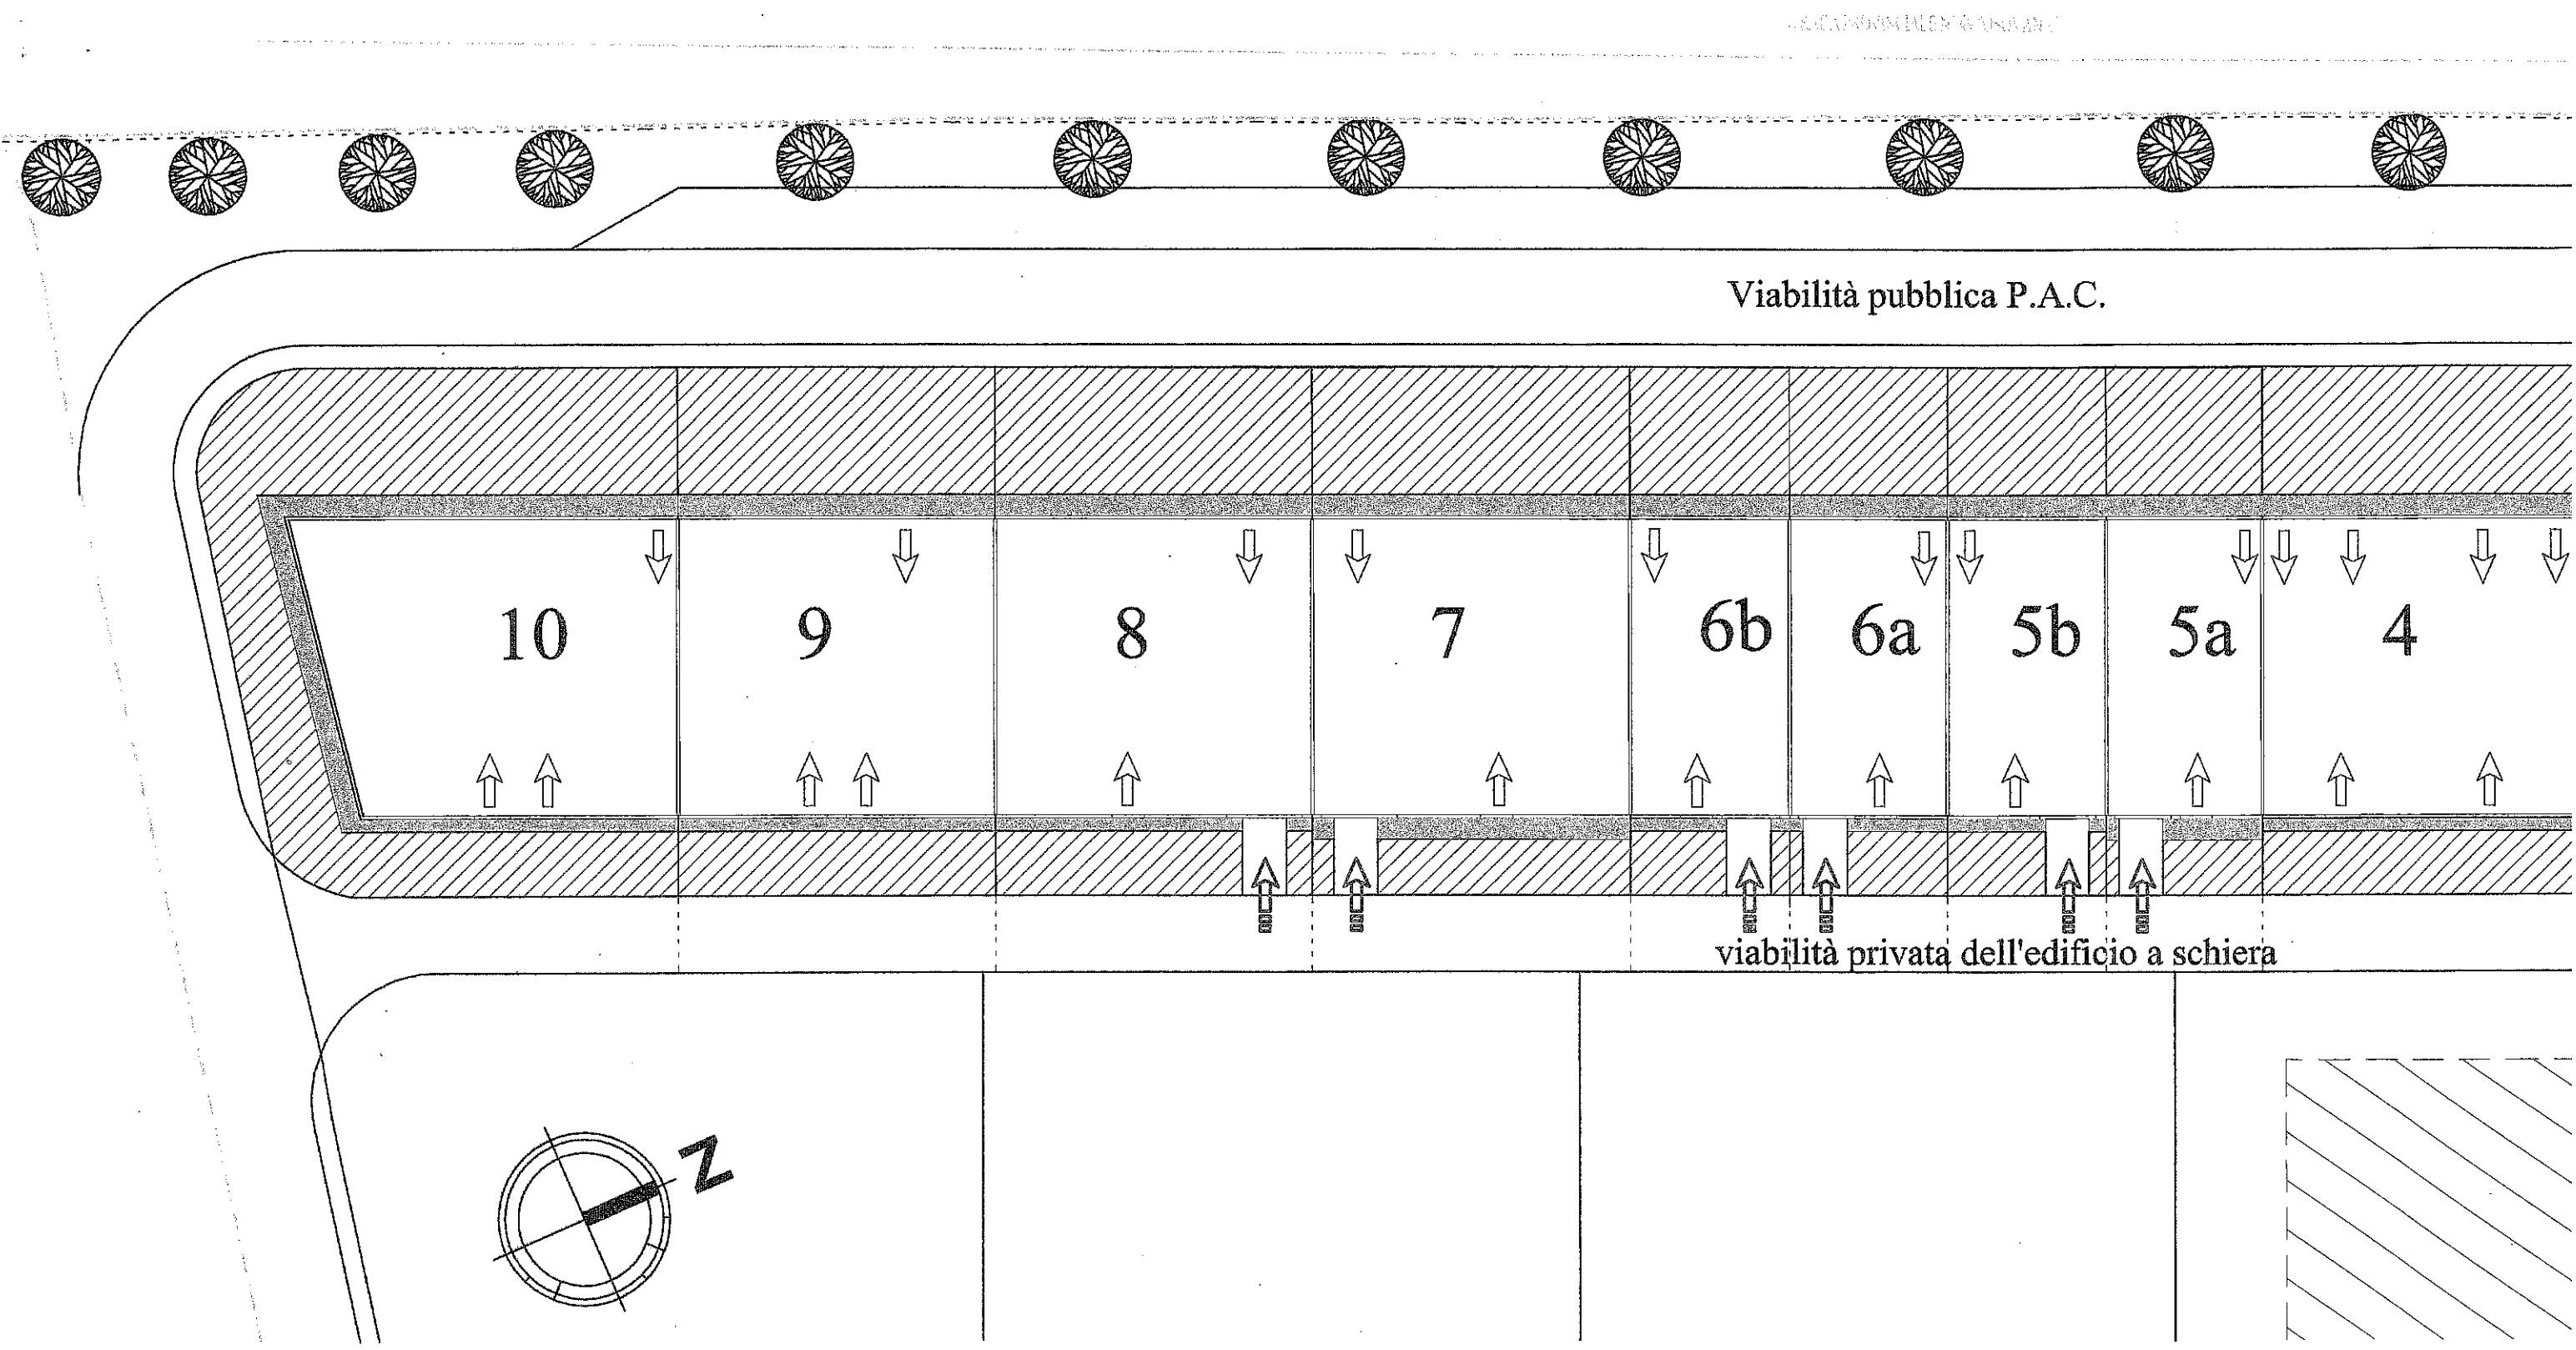 Viabilità pubblica P.A.C.
10 9 8 7 6b 6a 5b 5a 4
viabilità privata dell'edificio a schiera
N